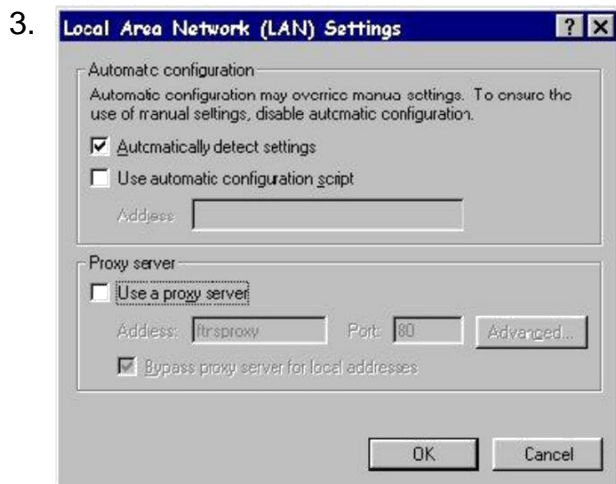 3.
Local Area Network (LAN) Settings
Automatc configuration
Automatic configuration may override manua settings. To ensure the
use of manual settings, disable automatic configuration.
Automatically detect settings
Use automatic configuration script
Address
Proxy server
Use a proxy server
Address: ftrsproxy Port: 80 Advanced...
Bypass proxy server for local addresses
OK Cancel